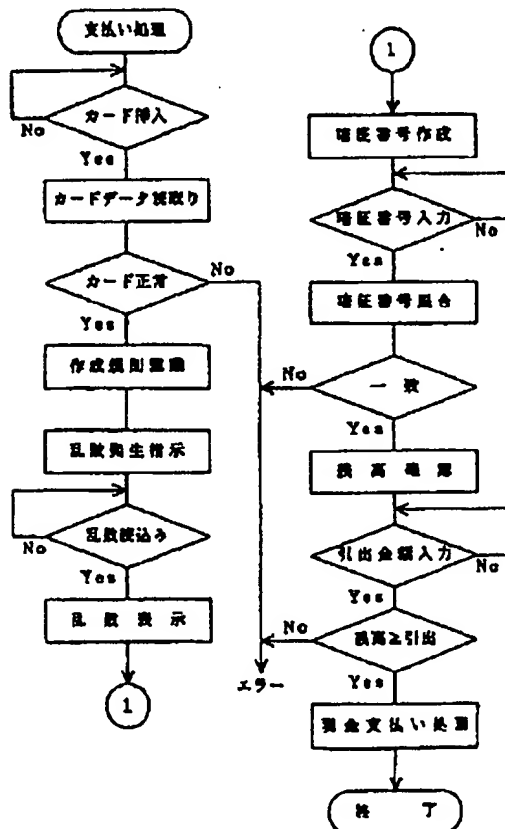 支払い処理
カード挿入
No
Yes
カードデータ読取り
カード正常
No
Yes
作成規則認識
乱数発生指示
乱数読込み
No
Yes
乱数表示
1
1
暗証番号作成
暗証番号入力
No
Yes
暗証番号照合
一致
No
Yes
残高確認
引出金額入力
No
Yes
残高≧引出
No
エラー
Yes
現金支払い処理
終了